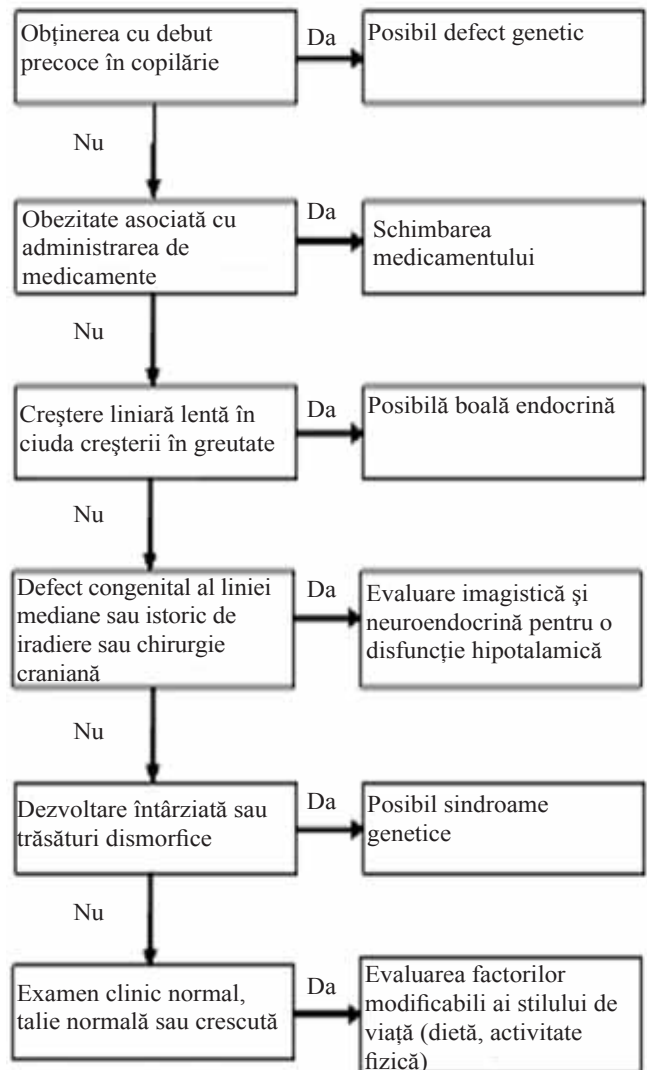 Obținerea cu debut
precoce în copilărie
Da
Posibil defect genetic
Nu
Obezitate asociată cu
administrarea de
medicamente
Da
Schimbarea
medicamentului
Nu
Creştere liniară lentă în
ciuda creşterii în greutate
Da
Posibilă boală endocrină
Nu
Defect congenital al liniei
mediane sau istoric de
iradiere sau chirurgie
craniană
Da
Evaluare imagistică şi
neuroendocrină pentru o
disfuncție hipotalamică
Nu
Dezvoltare întârziată sau
trăsături dismorfice
Da
Posibil sindroame
genetice
Nu
Examen clinic normal,
talie normală sau crescută
Da
Evaluarea factorilor
modificabili ai stilului de
viață (dietă, activitate
fizică)